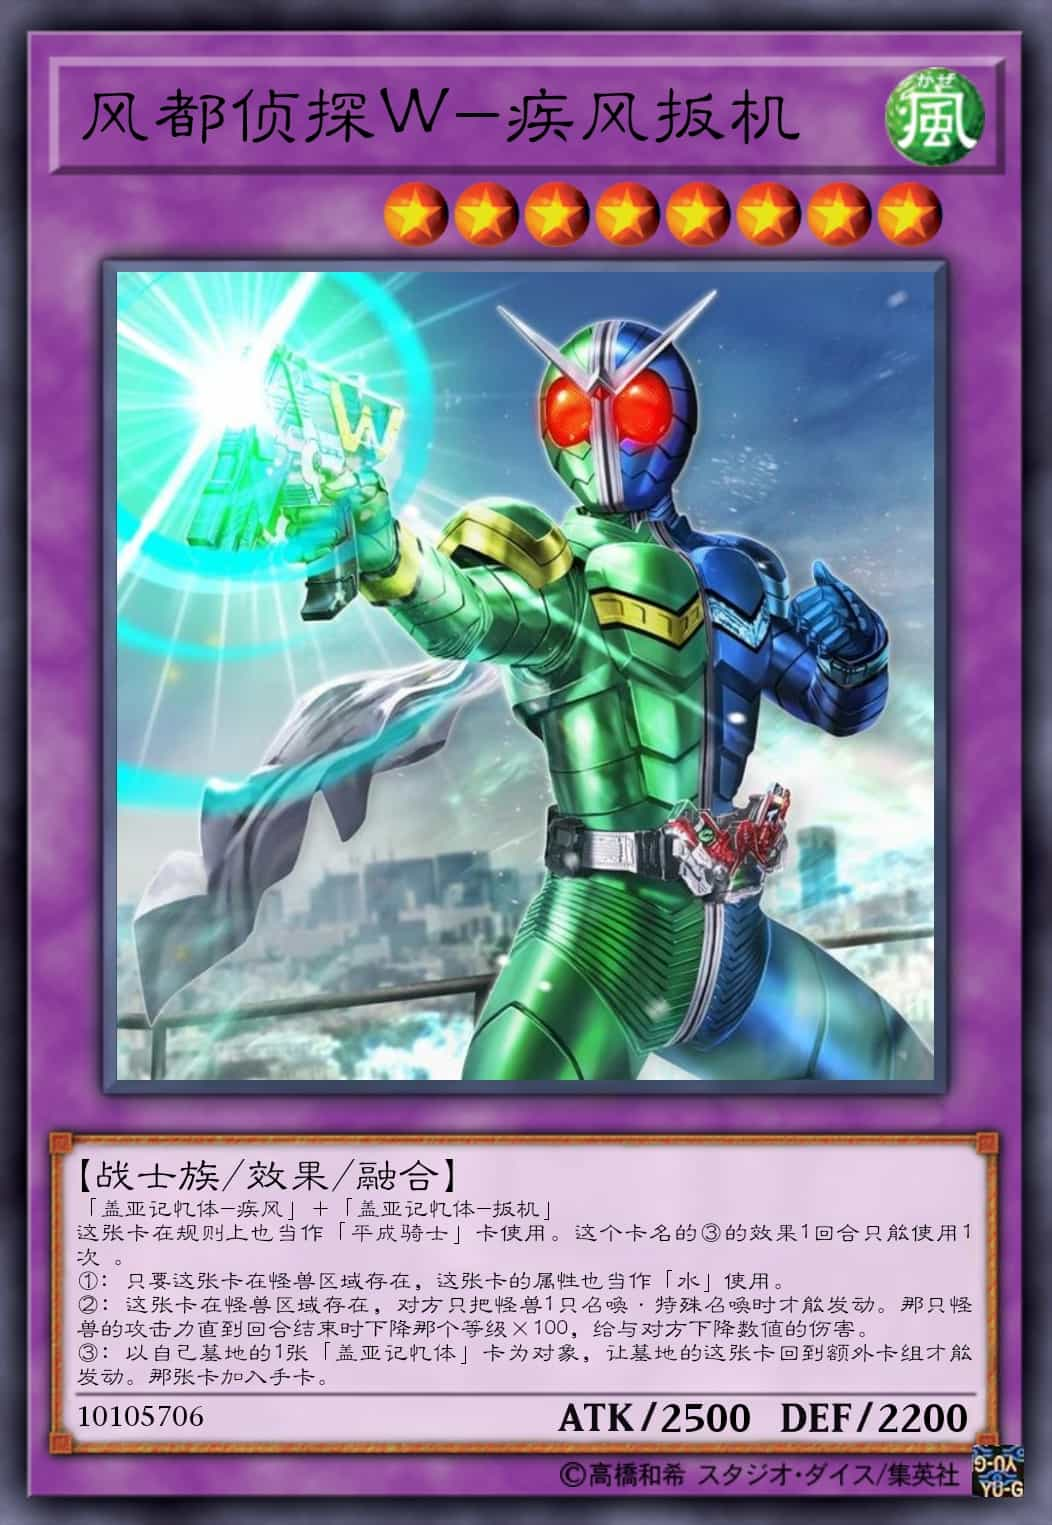 风都侦探W-疾风扳机
かぜ
風
W
【战士族/效果/融合】
「盖亚记忆体-疾风」+「盖亚记忆体-扳机」
这张卡在规则上也当作「平成骑士」卡使用。这个卡名的③的效果1回合只能使用1
次 。
①：只要这张卡在怪兽区域存在，这张卡的属性也当作「水」使用。
②：这张卡在怪兽区域存在，对方只把怪兽1只召唤·特殊召唤时才能发动。那只怪
兽的攻击力直到回合结束时下降那个等级×100，给与对方下降数值的伤害。
③：以自己墓地的1张「盖亚记忆体」卡为对象，让墓地的这张卡回到额外卡组才能
发动。那张卡加入手卡。
10105706 ATK/2500 DEF/2200
©高橋和希 スタジオ・ダイス/集英社
YU-G
YU-G